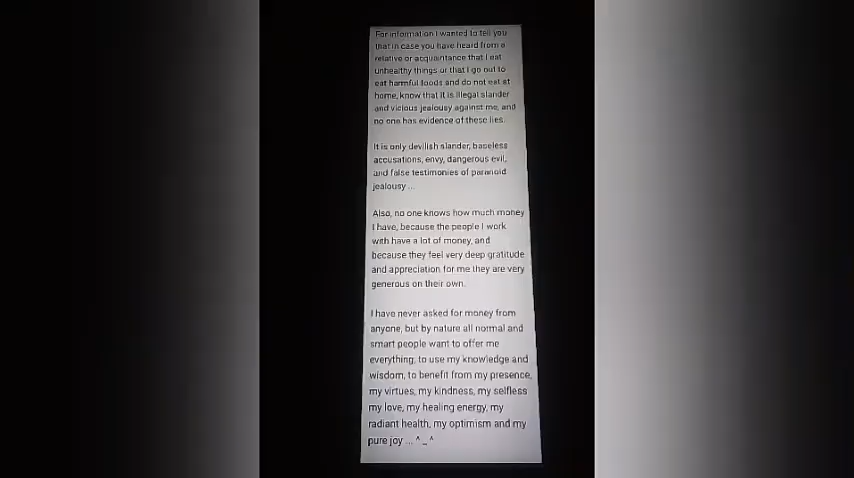 For information I wanted to tell you
that in case you have heard from a
relative or acquaintance that I eat
unhealthy things or that I go out to
eat harmful foods and do not eat at
home, know that it is illegal slander
and vicious jealousy against me, and
no one has evidence of these lies.
It is only devilish slander, baseless
accusations, envy, dangerous evil,
and false testimonies of paranoid
jealousy ...
Also, no one knows how much money
I have, because the people I work
with have a lot of money, and
because they feel very deep gratitude
and appreciation for me they are very
generous on their own.
I have never asked for money from
anyone, but by nature all normal and
smart people want to offer me
everything, to use my knowledge and
wisdom, to benefit from my presence,
my virtues, my kindness, my selfless
my love, my healing energy, my
radiant health, my optimism and my
pure joy ... ^_^